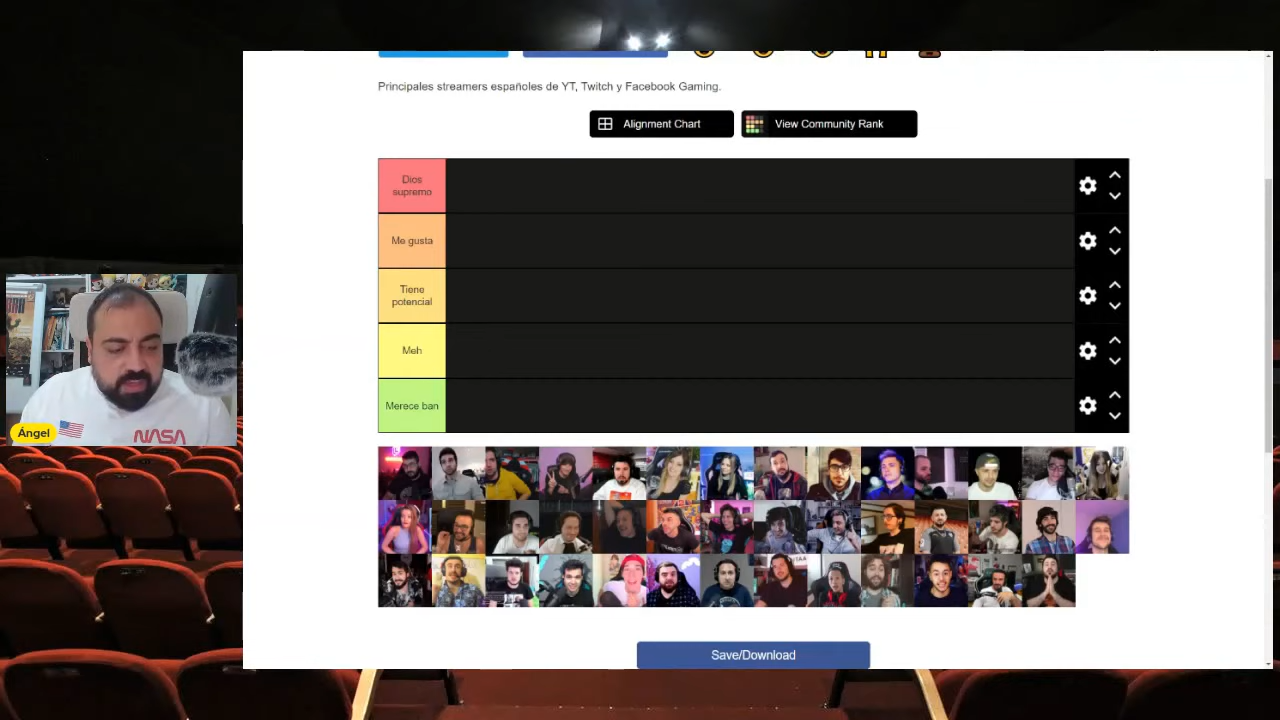 Principales streamers españoles de YT, Twitch y Facebook Gaming.
Alignment Chart
View Community Rank
Dios
supremo
Me gusta
Tiene
potencial
Meh
Merece ban
Ángel
NASA
Save/Download